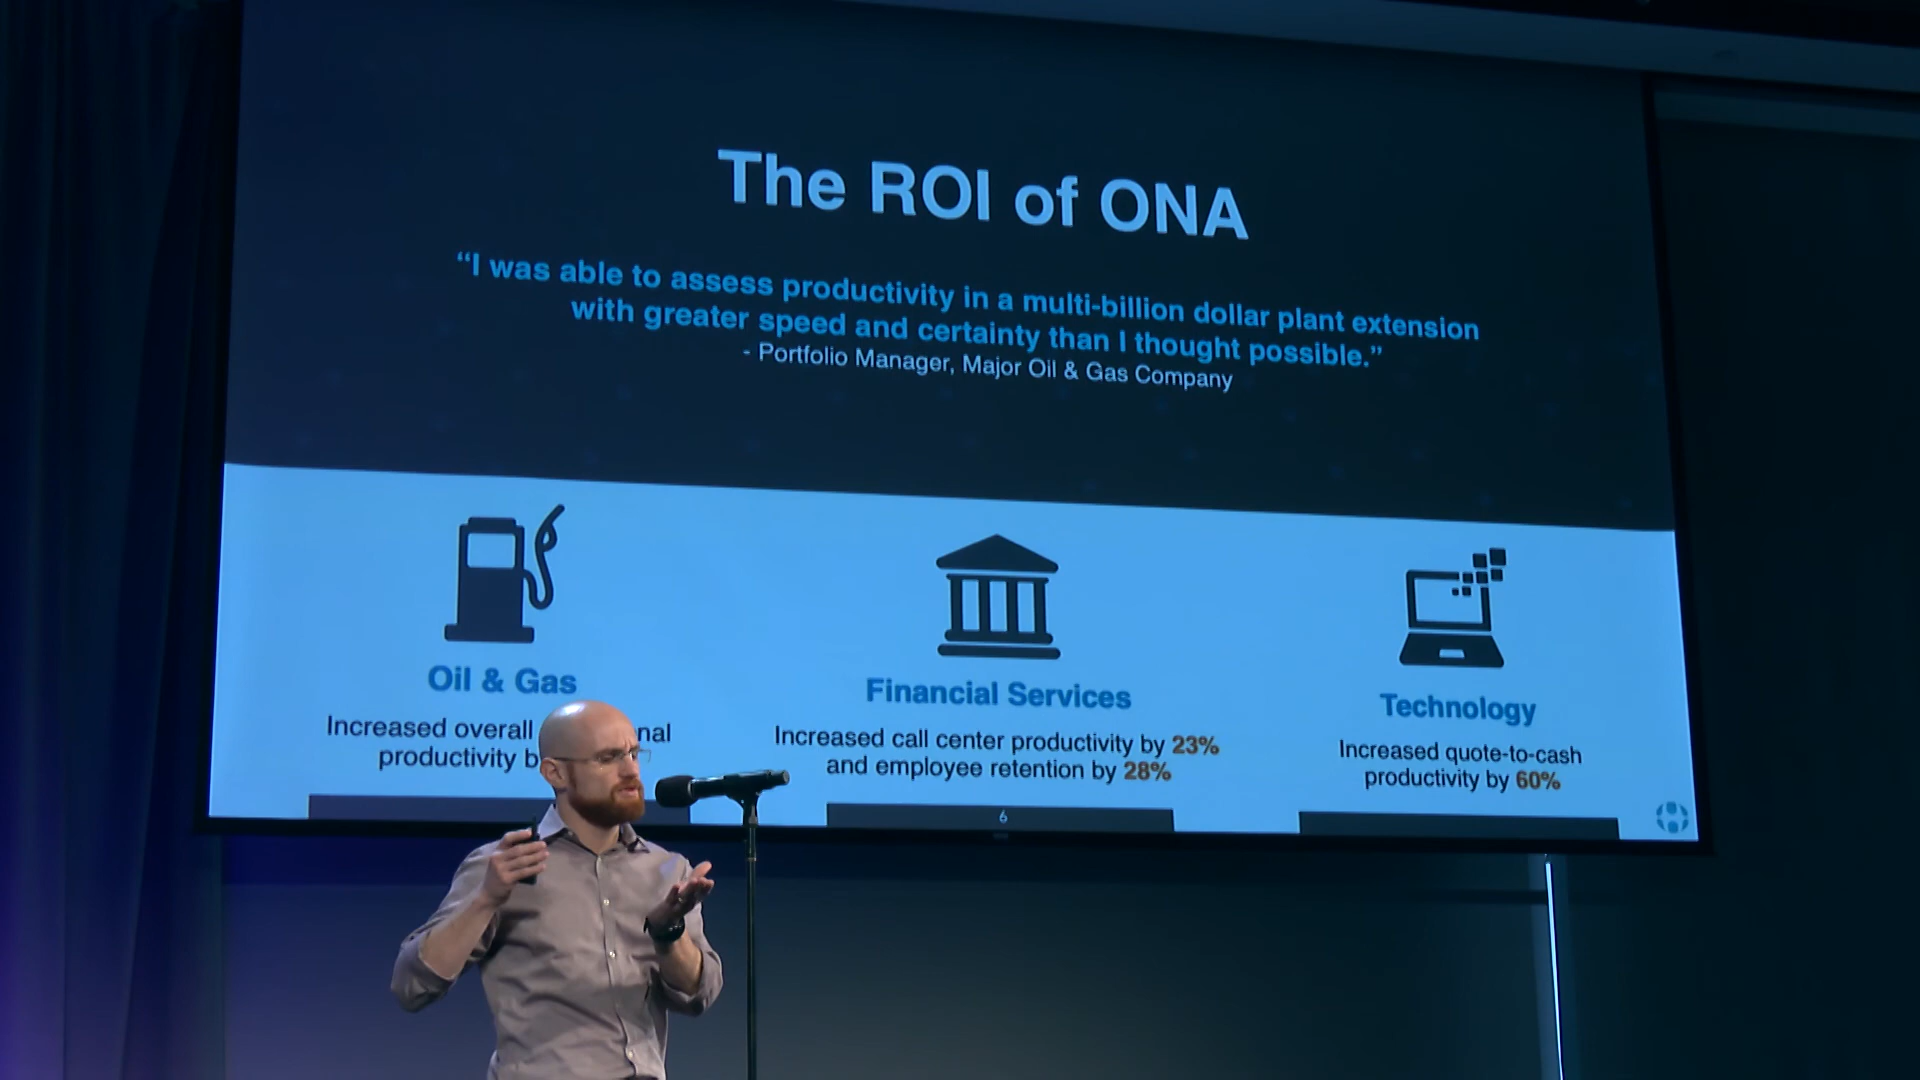 The ROI of ONA
“I was able to assess productivity in a multi-billion dollar plant extension
with greater speed and certainty than I thought possible.”
- Portfolio Manager, Major Oil & Gas Company
Oil & Gas
Increased overall
productivity
Financial Services
Increased call center productivity by 23%
and employee retention by 28%
Technology
Increased quote-to-cash
productivity by 60%
6